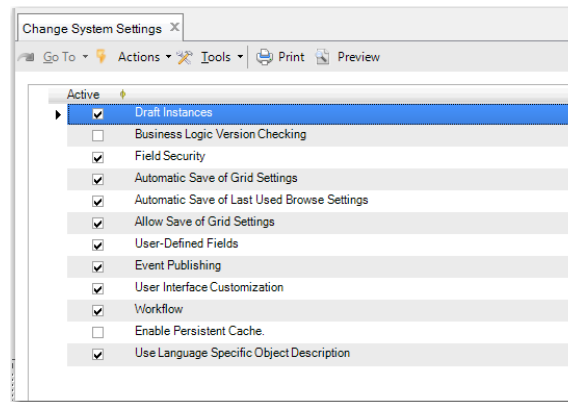 Change System Settings
Go To Actions Tools Print Preview
Active
Draft Instances
Business Logic Version Checking
Field Security
Automatic Save of Grid Settings
Automatic Save of Last Used Browse Settings
Allow Save of Grid Settings
User-Defined Fields
Event Publishing
User Interface Customization
Workflow
Enable Persistent Cache.
Use Language Specific Object Description